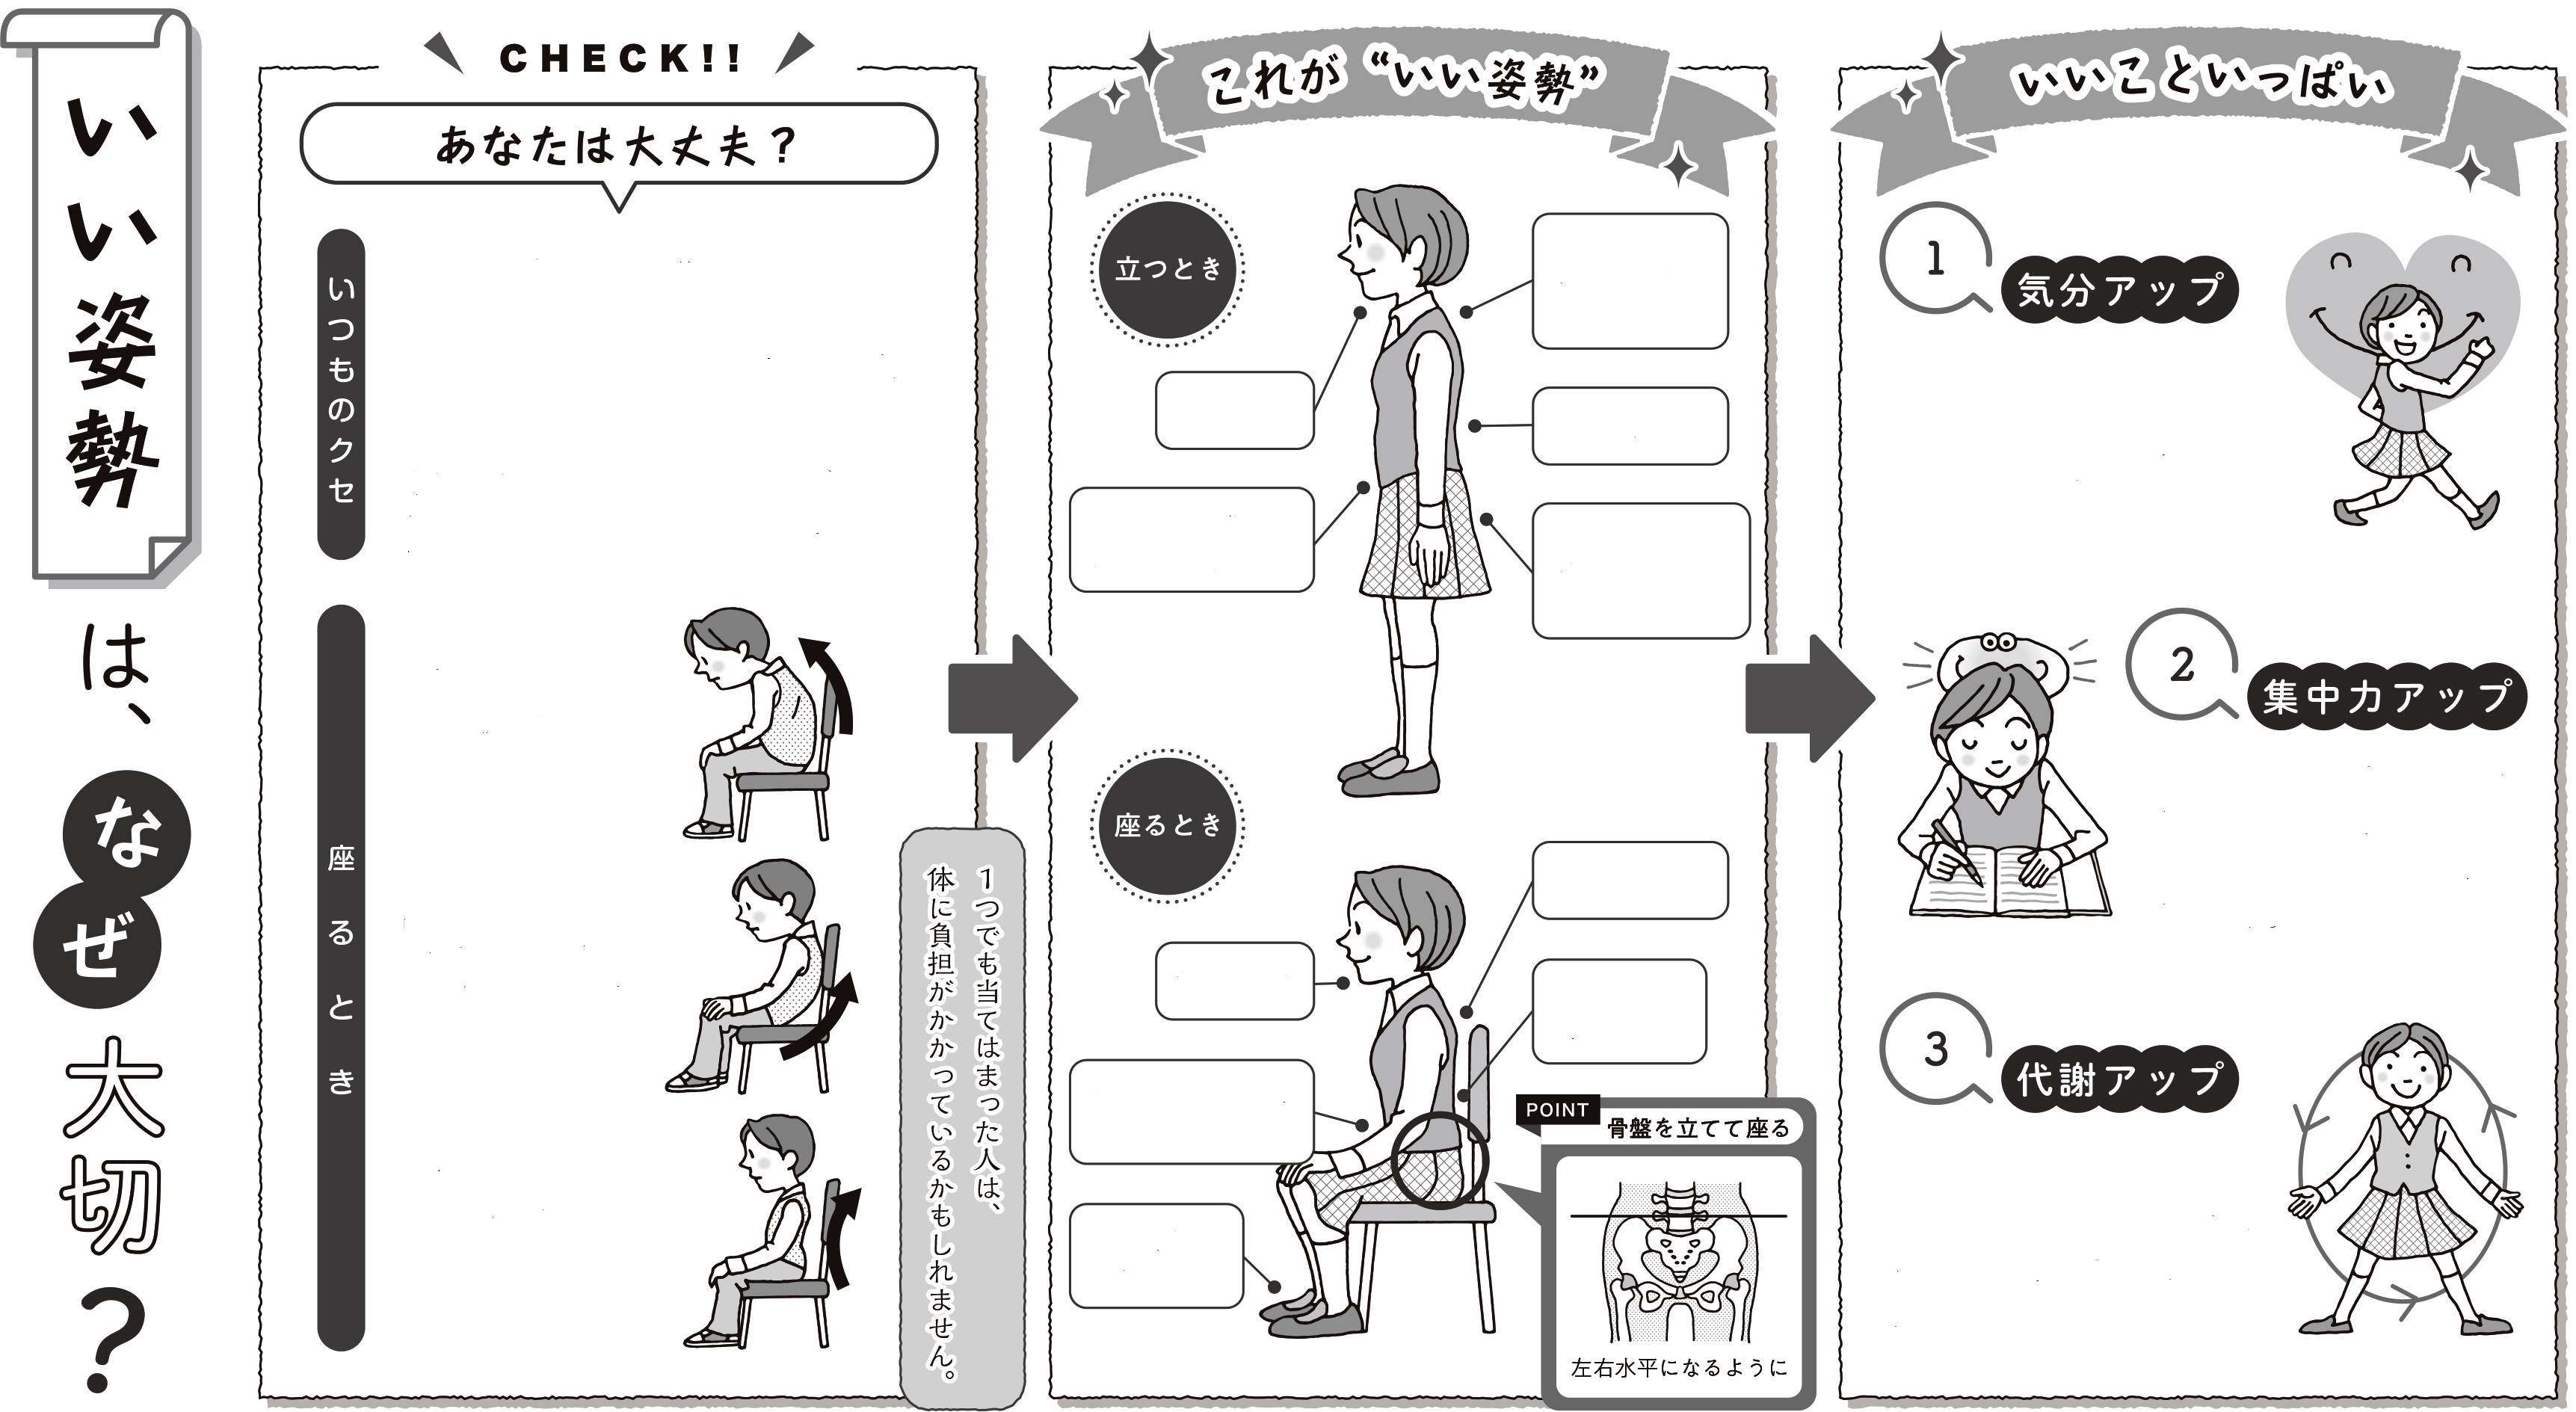 いい姿勢は、なぜ大切?
CHECK!!
あなたは大丈夫?
いつものクセ
座るとき
1つでも当てはまった人は、
体に負担がかかっているかもしれません。
これが“いい姿勢”
立つとき
座るとき
POINT
骨盤を立てて座る
左右水平になるように
いいこといっぱい
1
気分アップ
2
集中力アップ
3
代謝アップ